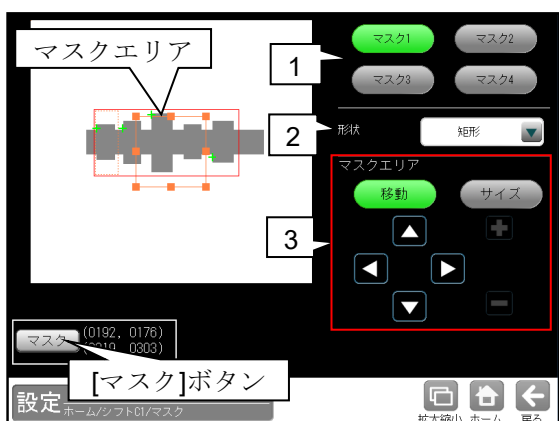 マスクエリア
1
マスク1
マスク2
マスク3
マスク4
2
形状
矩形
マスクエリア
3
移動
サイズ
マスク
(0192, 0176)
0303)
[マスク]ボタン
設定
ホーム/シフト01/マスク
拡大縮小
ホーム
戻る